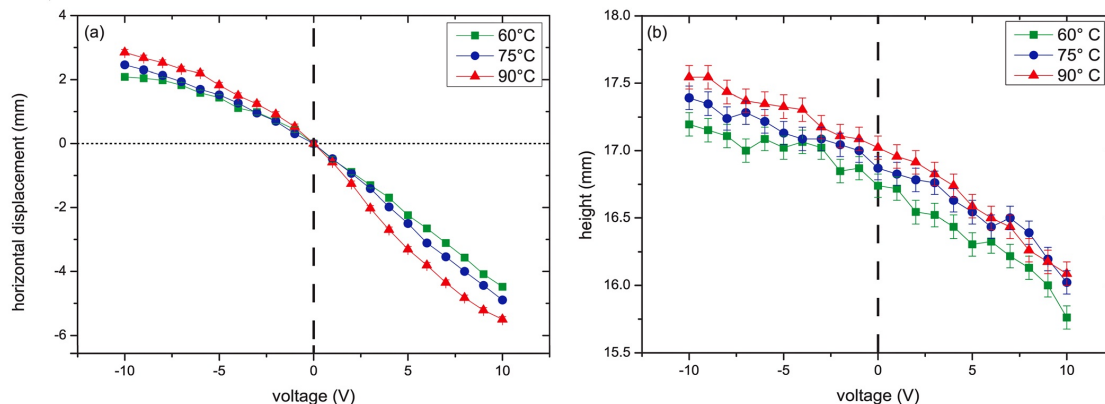 (a)
60°C
75°C
90°C
4
2
0
-2
-4
-6
-10
-5
0
5
10
horizontal displacement (mm)
voltage (V)
(b)
60° C
75° C
90° C
18.0
17.5
17.0
16.5
16.0
15.5
-10
-5
0
5
10
height (mm)
voltage (V)